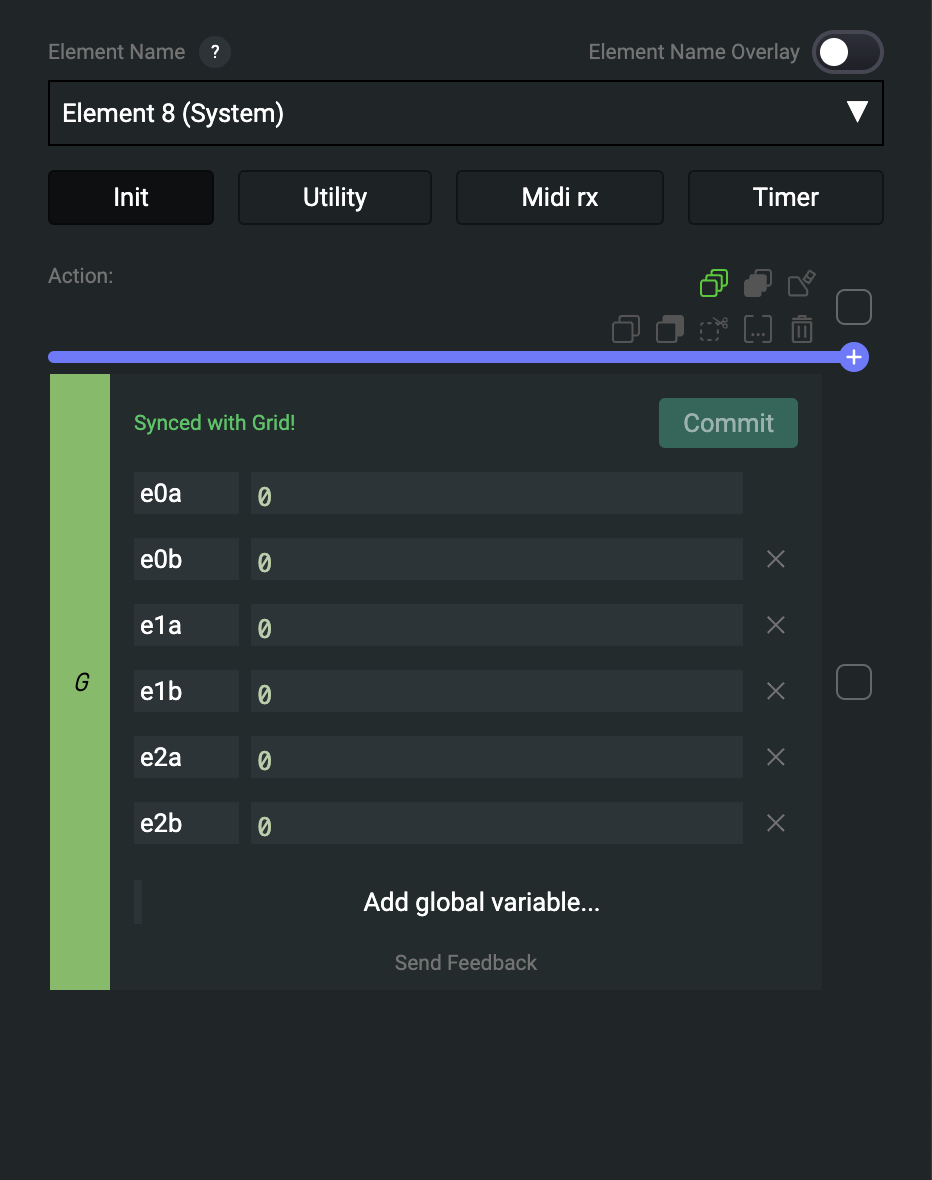 Element Name ? Element Name Overlay
Element 8 (System)
Init Utility Midi rx Timer
Action:
Synced with Grid! Commit
e0a 0
e0b 0
e1a 0
G
e1b 0
e2a 0
e2b 0
Add global variable...
Send Feedback